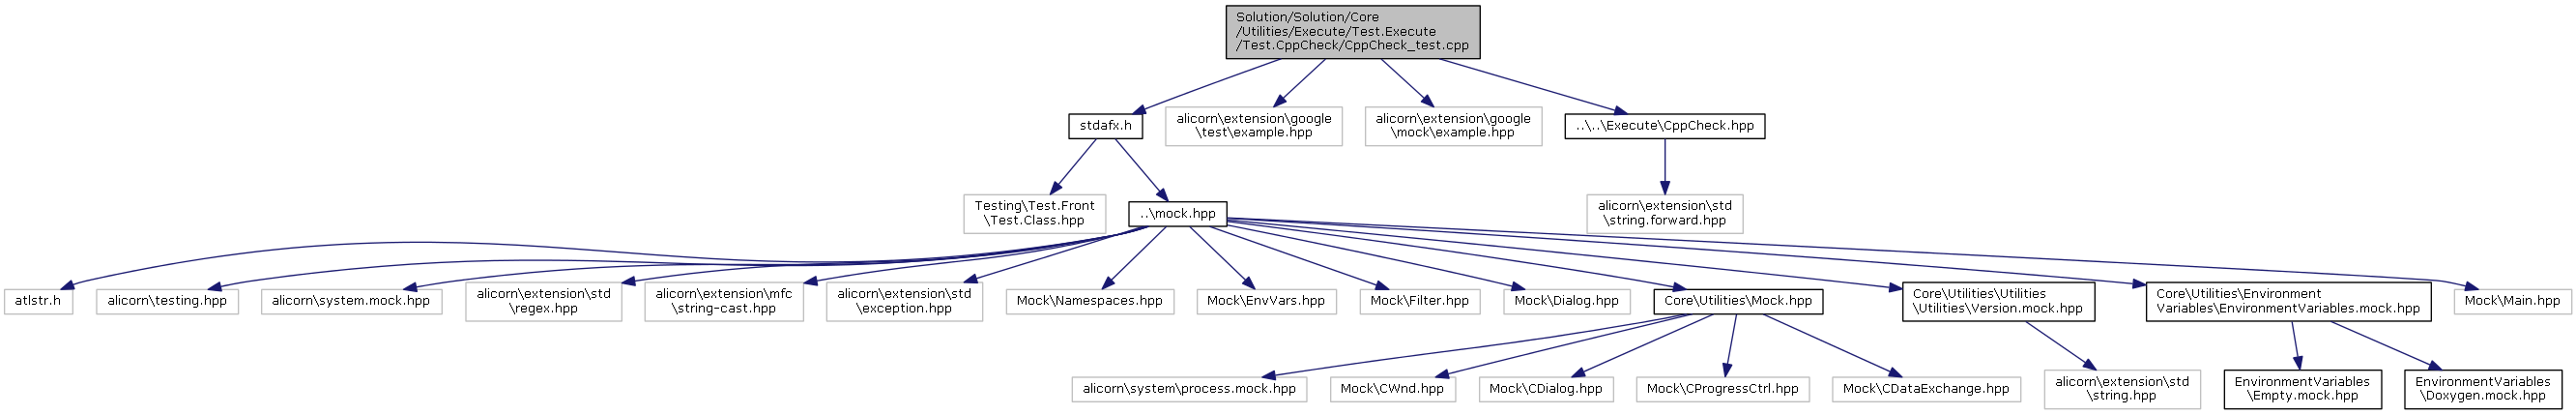 Solution/Solution/Core
/Utilities/Execute/Test.Execute
/Test.CppCheck/CppCheck_test.cpp
stdafx.h
alicorn\extension\google
\test\example.hpp
alicorn\extension\google
\mock\example.hpp
..\..\Execute\CppCheck.hpp
Testing\Test.Front
\Test.Class.hpp
..\mock.hpp
alicorn\extension\std
\string.forward.hpp
atlstr.h
alicorn\testing.hpp
alicorn\system.mock.hpp
alicorn\extension\std
\regex.hpp
alicorn\extension\mfc
\string-cast.hpp
alicorn\extension\std
\exception.hpp
Mock\Namespaces.hpp
Mock\EnvVars.hpp
Mock\Filter.hpp
Mock\Dialog.hpp
Core\Utilities\Mock.hpp
Core\Utilities\Utilities
\Utilities\Version.mock.hpp
Core\Utilities\Environment
Variables\EnvironmentVariables.mock.hpp
Mock\Main.hpp
alicorn\system\process.mock.hpp
Mock\CWnd.hpp
Mock\CDialog.hpp
Mock\CProgressCtrl.hpp
Mock\CDataExchange.hpp
alicorn\extension\std
\string.hpp
EnvironmentVariables
\Empty.mock.hpp
EnvironmentVariables
\Doxygen.mock.hpp